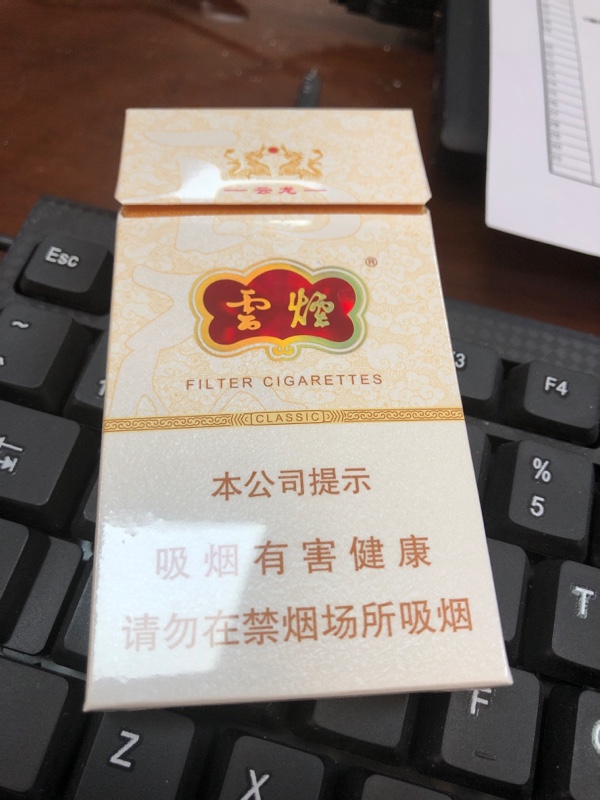 云龙
雲煙
®
FILTER CIGARETTES
CLASSIC
本公司提示
吸烟有害健康
请勿在禁烟场所吸烟
Esc
~
F4
%
5
T
F
Z
X